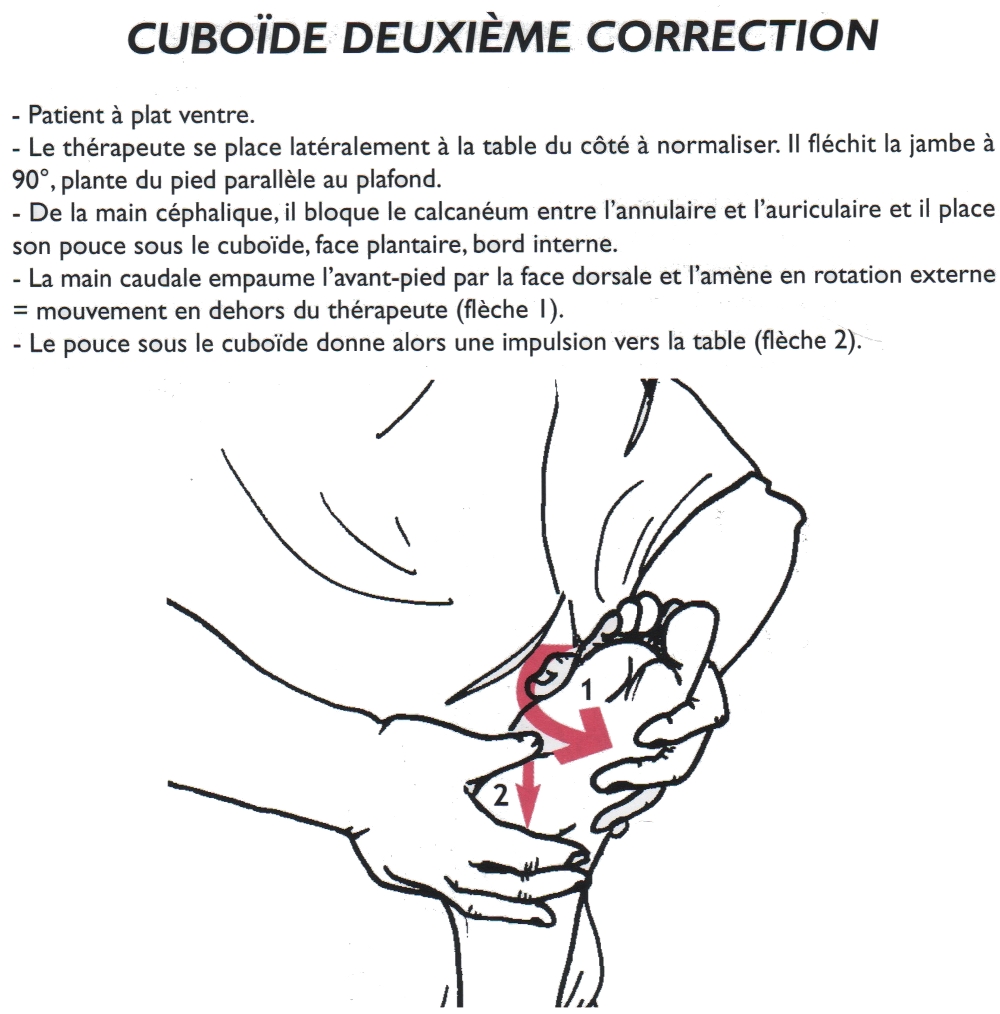 CUBOÏDE DEUXIÈME CORRECTION
- Patient à plat ventre.
- Le thérapeute se place latéralement à la table du côté à normaliser. Il fléchit la jambe à
90°, plante du pied parallèle au plafond.
- De la main céphalique, il bloque le calcanéum entre l’annulaire et l’auriculaire et il place
son pouce sous le cuboïde, face plantaire, bord interne.
- La main caudale empaume l’avant-pied par la face dorsale et l’amène en rotation externe
= mouvement en dehors du thérapeute (flèche 1).
- Le pouce sous le cuboïde donne alors une impulsion vers la table (flèche 2).
1
2